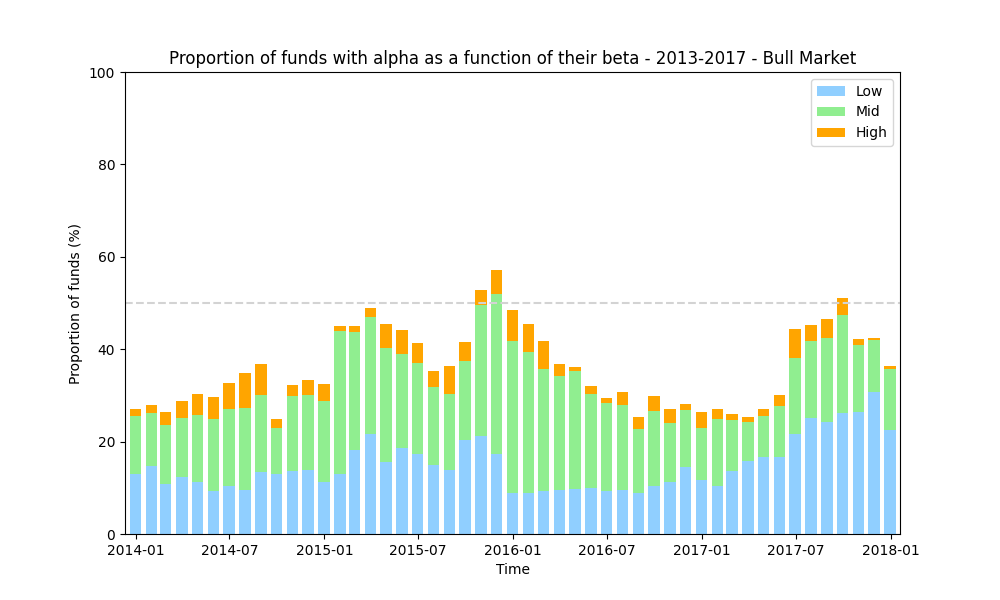 Proportion of funds with alpha as a function of their beta - 2013-2017 - Bull Market
100
80
60
40
20
0
Proportion of funds (%)
Low
Mid
High
2014-01 2014-07 2015-01 2015-07 2016-01 2016-07 2017-01 2017-07 2018-01
Time